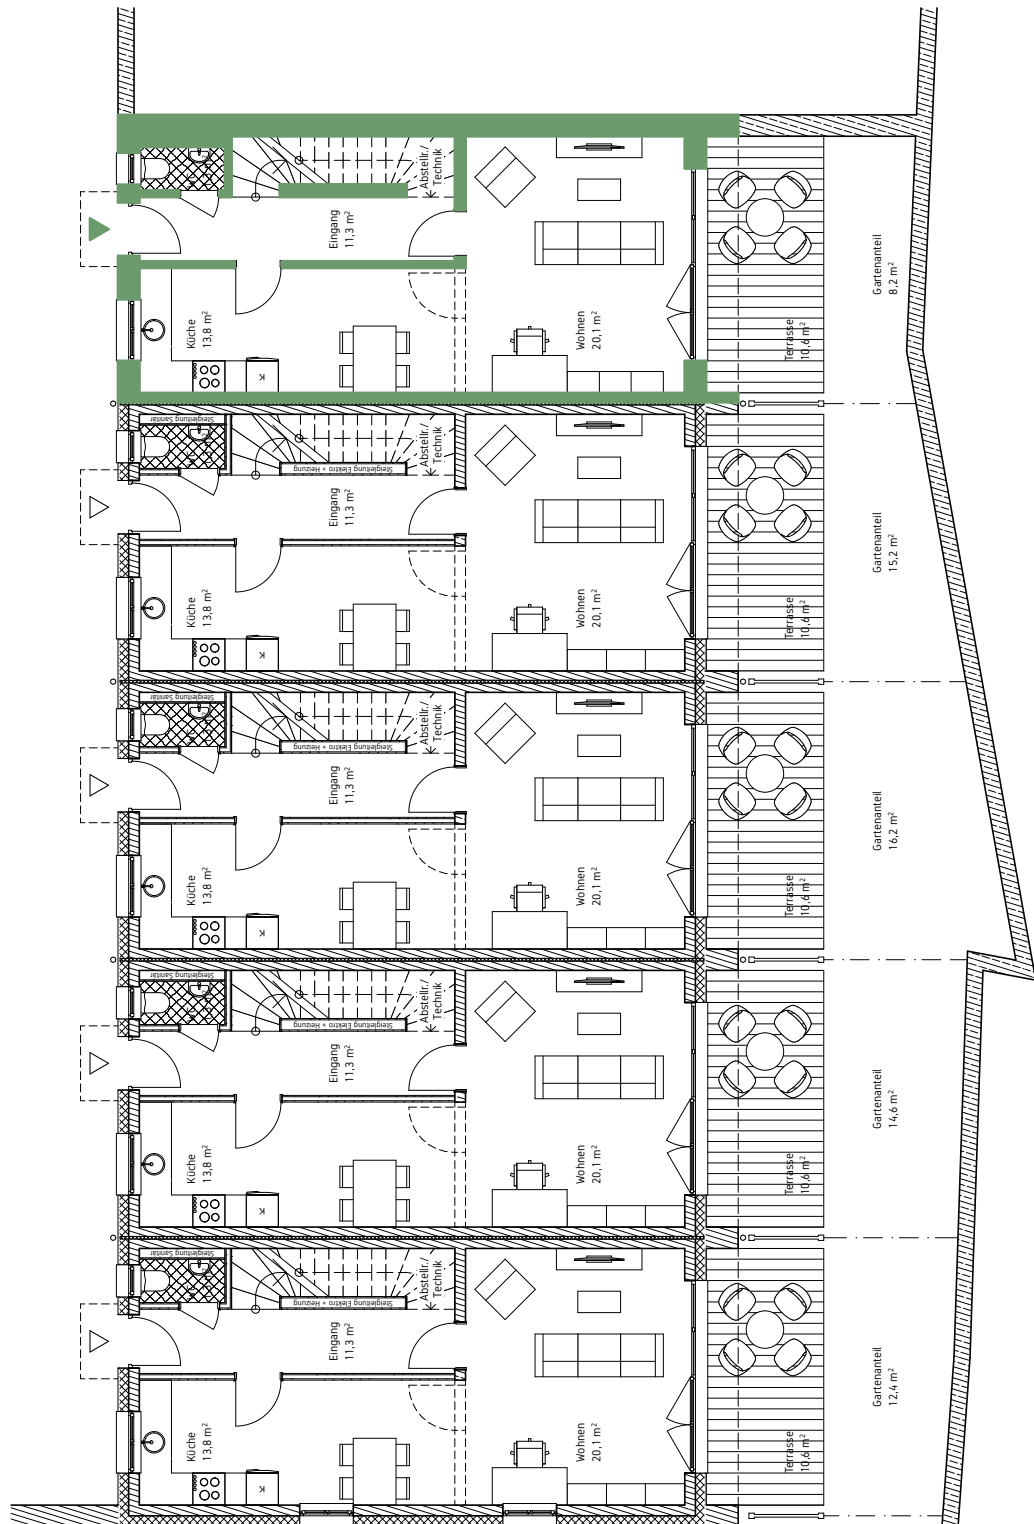 Abstellr./
Technik
Eingang
11,3 m²
Küche
13,8 m²
K
Wohnen
20,1 m²
Terrasse
10,6 m²
Gartenanteil
8,2 m²
Steigleitung Sanitär
Abstellr./
Technik
Steigleitung Elektro + Heizung
Eingang
11,3 m²
Küche
13,8 m²
K
Wohnen
20,1 m²
Terrasse
10,6 m²
Gartenanteil
15,2 m²
Steigleitung Sanitär
Abstellr./
Technik
Steigleitung Elektro + Heizung
Eingang
11,3 m²
Küche
13,8 m²
K
Wohnen
20,1 m²
Terrasse
10,6 m²
Gartenanteil
16,2 m²
Steigleitung Sanitär
Abstellr./
Technik
Steigleitung Elektro + Heizung
Eingang
11,3 m²
Küche
13,8 m²
K
Wohnen
20,1 m²
Terrasse
10,6 m²
Gartenanteil
14,6 m²
Steigleitung Sanitär
Abstellr./
Technik
Steigleitung Elektro + Heizung
Eingang
11,3 m²
Küche
13,8 m²
K
Wohnen
20,1 m²
Terrasse
10,6 m²
Gartenanteil
12,4 m²